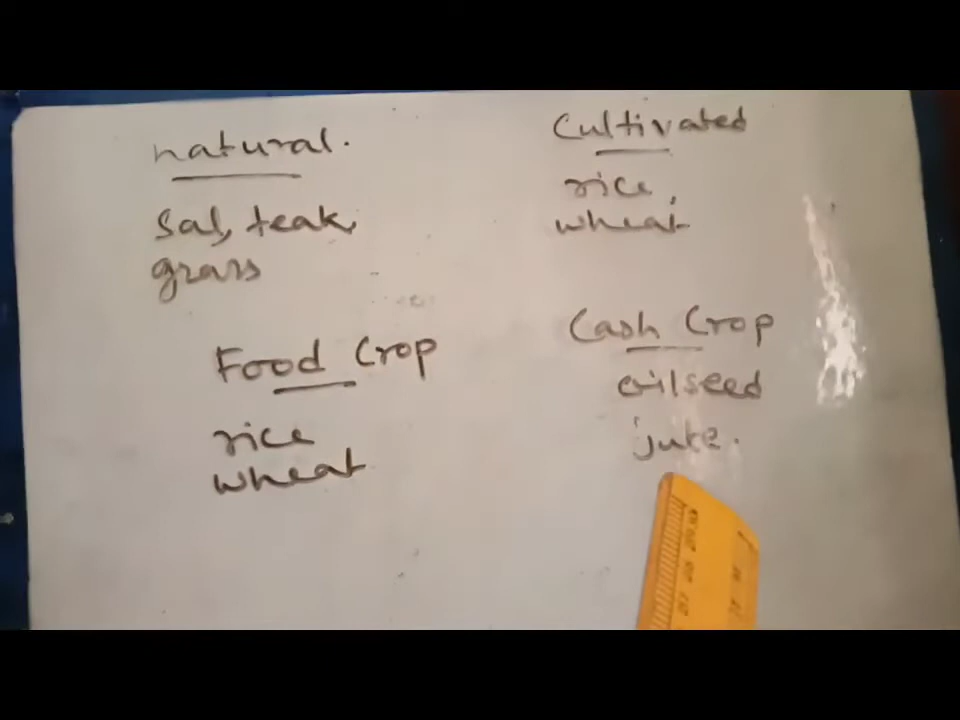 natural.
Cultivated
Sal, teak,
grass
rice,
wheat
Food Crop
rice
wheat
Cash Crop
oilseed
jute.